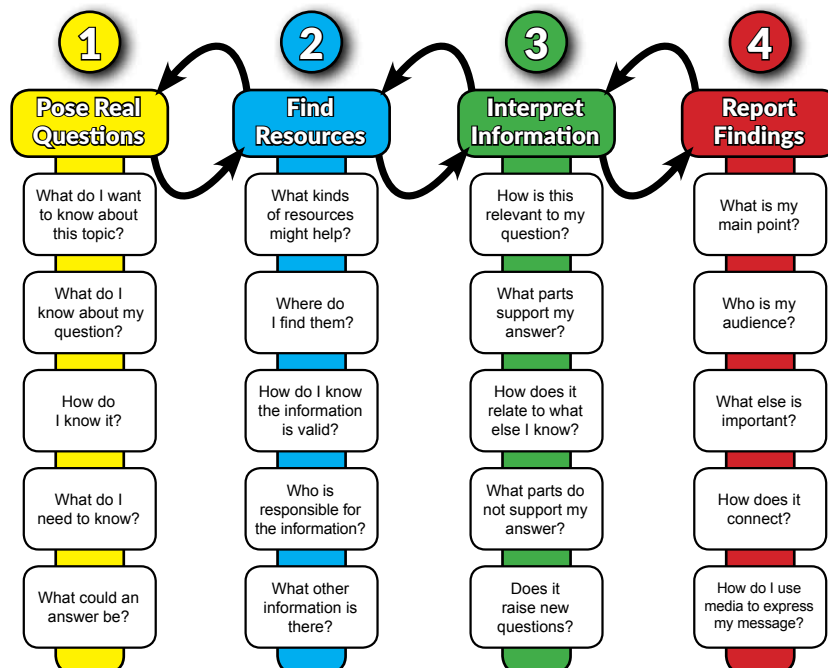 1
Pose Real
Questions
What do I want
to know about
this topic?
What do I
know about my
question?
How do
I know it?
What do I
need to know?
What could an
answer be?
2
Find
Resources
What kinds
of resources
might help?
Where do
I find them?
How do I know
the information
is valid?
Who is
responsible for
the information?
What other
information is
there?
3
Interpret
Information
How is this
relevant to my
question?
What parts
support my
answer?
How does it
relate to what
else I know?
What parts do
not support my
answer?
Does it
raise new
questions?
4
Report
Findings
What is my
main point?
Who is my
audience?
What else is
important?
How does it
connect?
How do I use
media to express
my message?